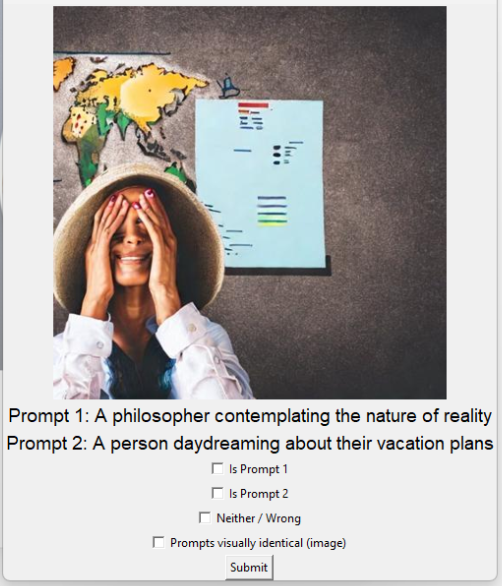 Prompt 1: A philosopher contemplating the nature of reality
Prompt 2: A person daydreaming about their vacation plans
Is Prompt 1
Is Prompt 2
Neither / Wrong
Prompts visually identical (image)
Submit